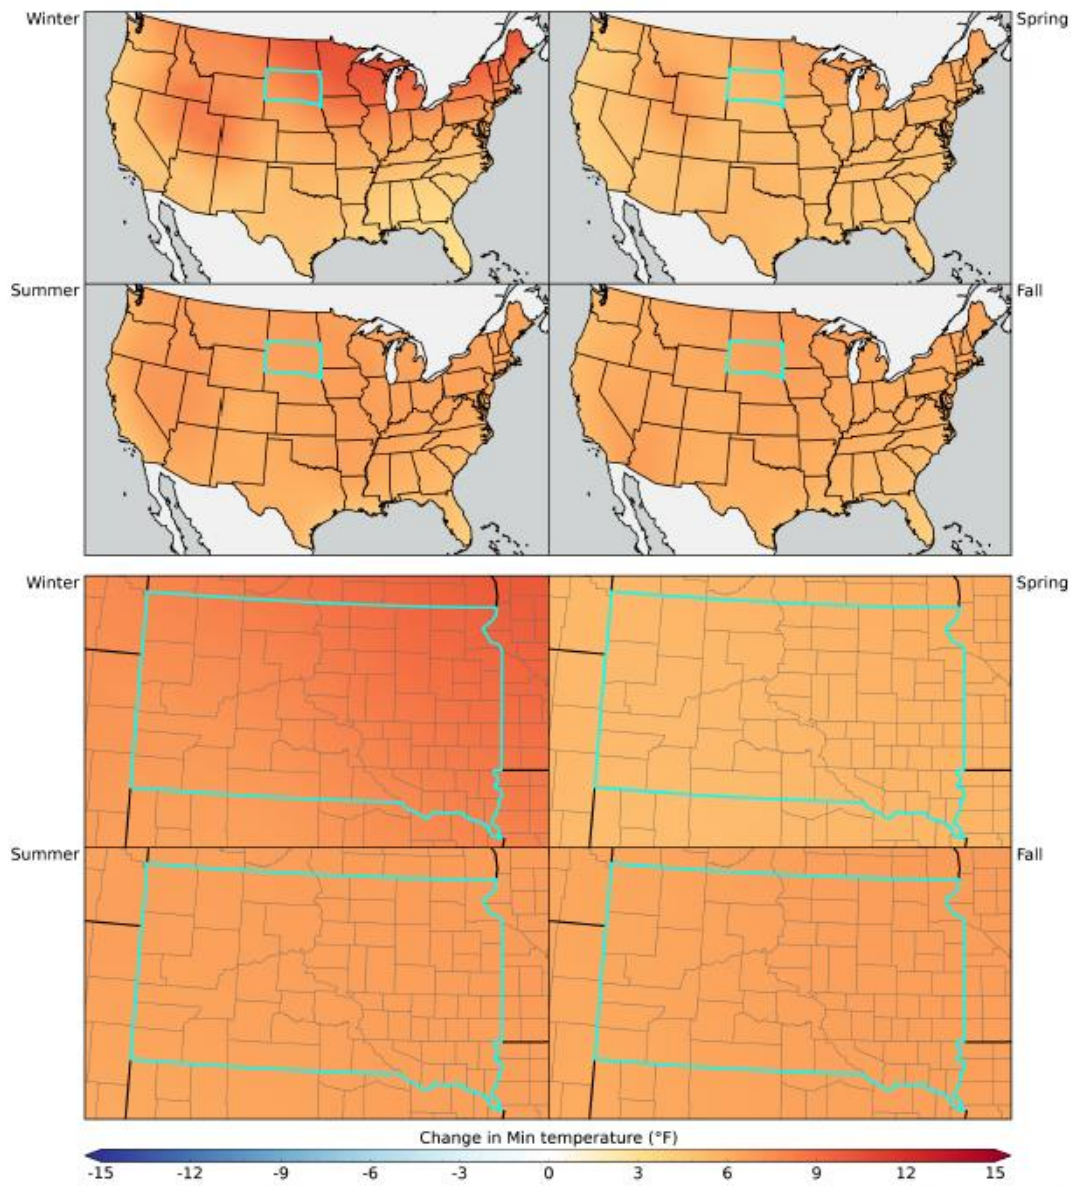 Winter
Spring
Summer
Fall
Winter
Spring
Summer
Fall
Change in Min temperature (°F)
-15 -12 -9 -6 -3 0 3 6 9 12 15